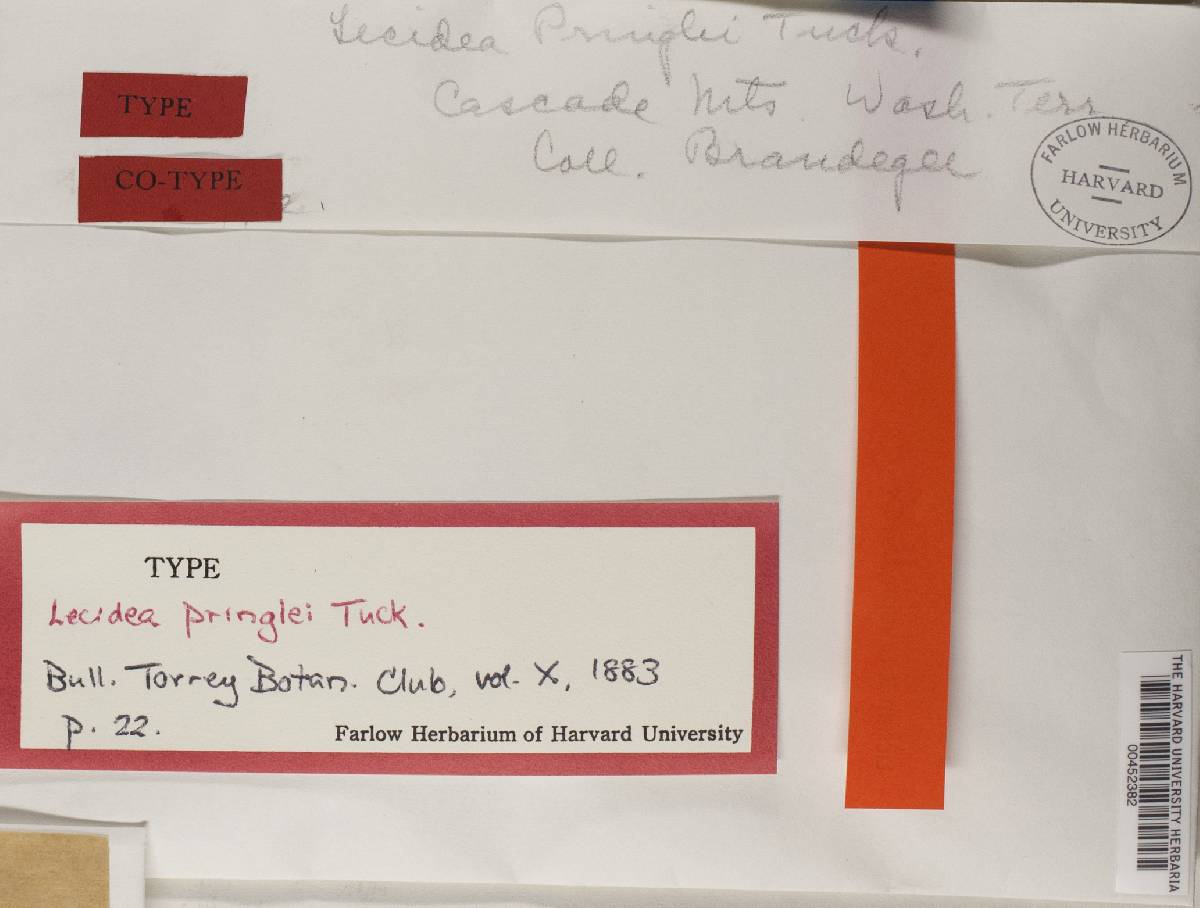 Lecidea Pringlei Tuck.
Cascade Mts. Wash. Terr
Coll. Brandegee
TYPE
CO-TYPE
FARLOW HERBARIUM
HARVARD
UNIVERSITY
TYPE
Lecidea pringlei Tuck.
Bull. Torrey Botan. Club, vol. X, 1883
p. 22.
Farlow Herbarium of Harvard University
THE HARVARD UNIVERSITY HERBARIA
00452382